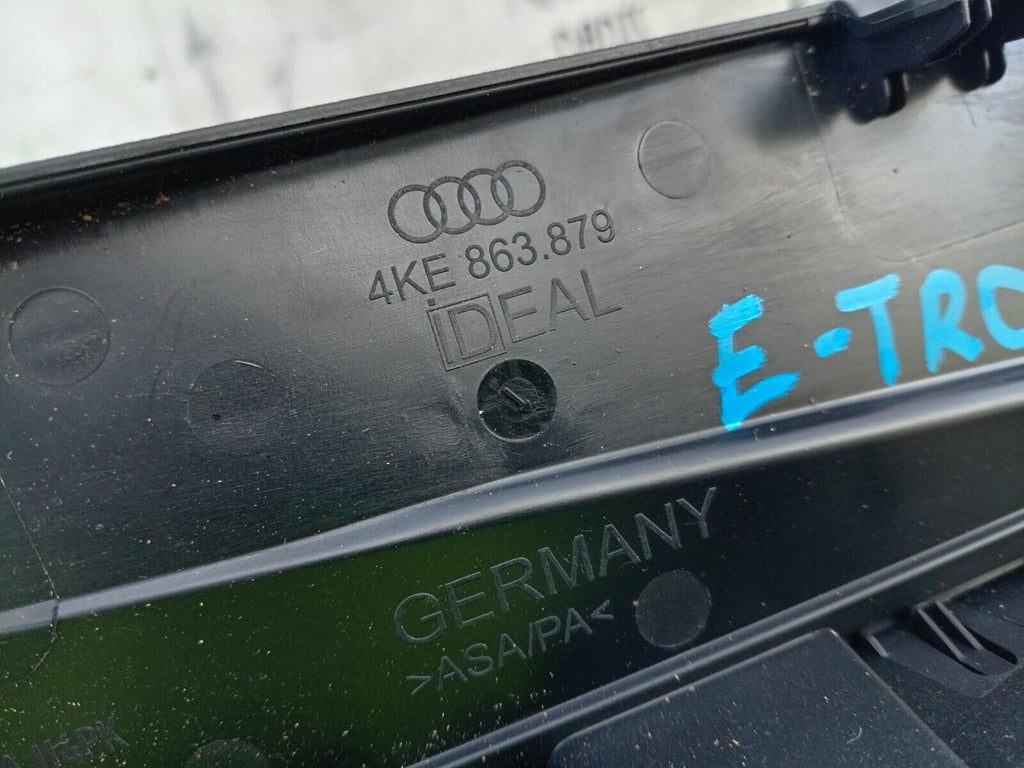 4KE 863.879
iDEAL
E-TRO
GERMANY
>ASA/PA<